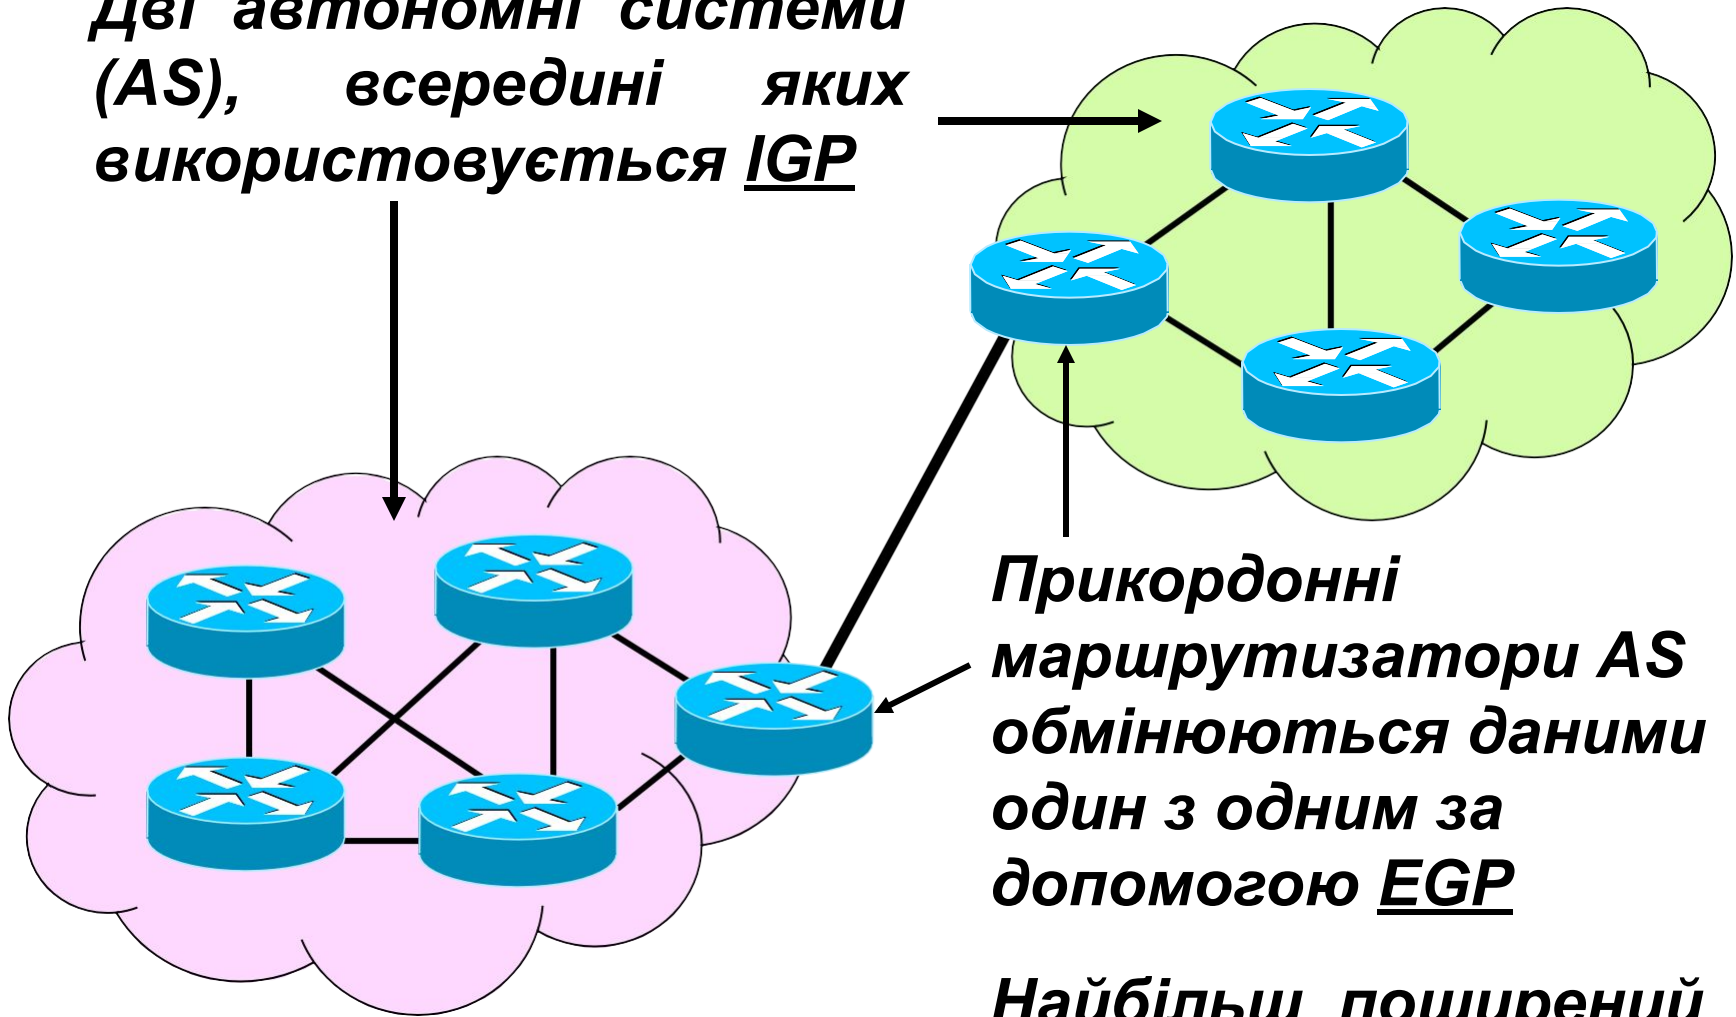 Дві автономні системи
(AS), всередині яких
використовується IGP
Прикордонні
маршрутизатори AS
обмінюються даними
один з одним за
допомогою EGP
Найбільш поширений